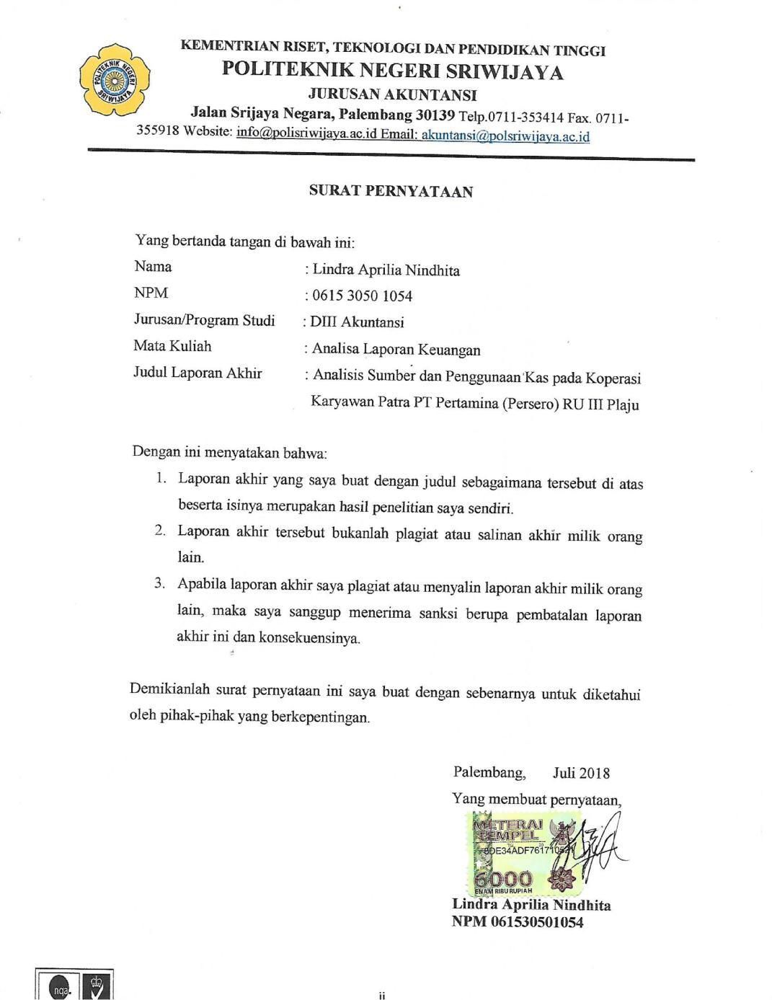 KEMENTRIAN RISET, TEKNOLOGI DAN PENDIDIKAN TINGGI
POLITEKNIK NEGERI SRIWIJAYA
JURUSAN AKUNTANSI
Jalan Srijaya Negara, Palembang 30139 Telp.0711-353414 Fax. 0711-
355918 Website: info@polisriwijaya.ac.id Email: akuntansi@polsriwijaya.ac.id
POLITEKNIK NEGERI
SRIWIJAYA
SURAT PERNYATAAN
Yang bertanda tangan di bawah ini:
Nama : Lindra Aprilia Nindhita
NPM : 0615 3050 1054
Jurusan/Program Studi : DIII Akuntansi
Mata Kuliah : Analisa Laporan Keuangan
Judul Laporan Akhir : Analisis Sumber dan Penggunaan Kas pada Koperasi
Karyawan Patra PT Pertamina (Persero) RU III Plaju
Dengan ini menyatakan bahwa:
1. Laporan akhir yang saya buat dengan judul sebagaimana tersebut di atas
beserta isinya merupakan hasil penelitian saya sendiri.
2. Laporan akhir tersebut bukanlah plagiat atau salinan akhir milik orang
lain.
3. Apabila laporan akhir saya plagiat atau menyalin laporan akhir milik orang
lain, maka saya sanggup menerima sanksi berupa pembatalan laporan
akhir ini dan konsekuensinya.
Demikianlah surat pernyataan ini saya buat dengan sebenarnya untuk diketahui
oleh pihak-pihak yang berkepentingan.
Palembang, Juli 2018
Yang membuat pernyataan,
METERAI
TEMPEL
6000
ENAM RIBU RUPIAH
Lindra Aprilia Nindhita
NPM 061530501054
nqa.
ii